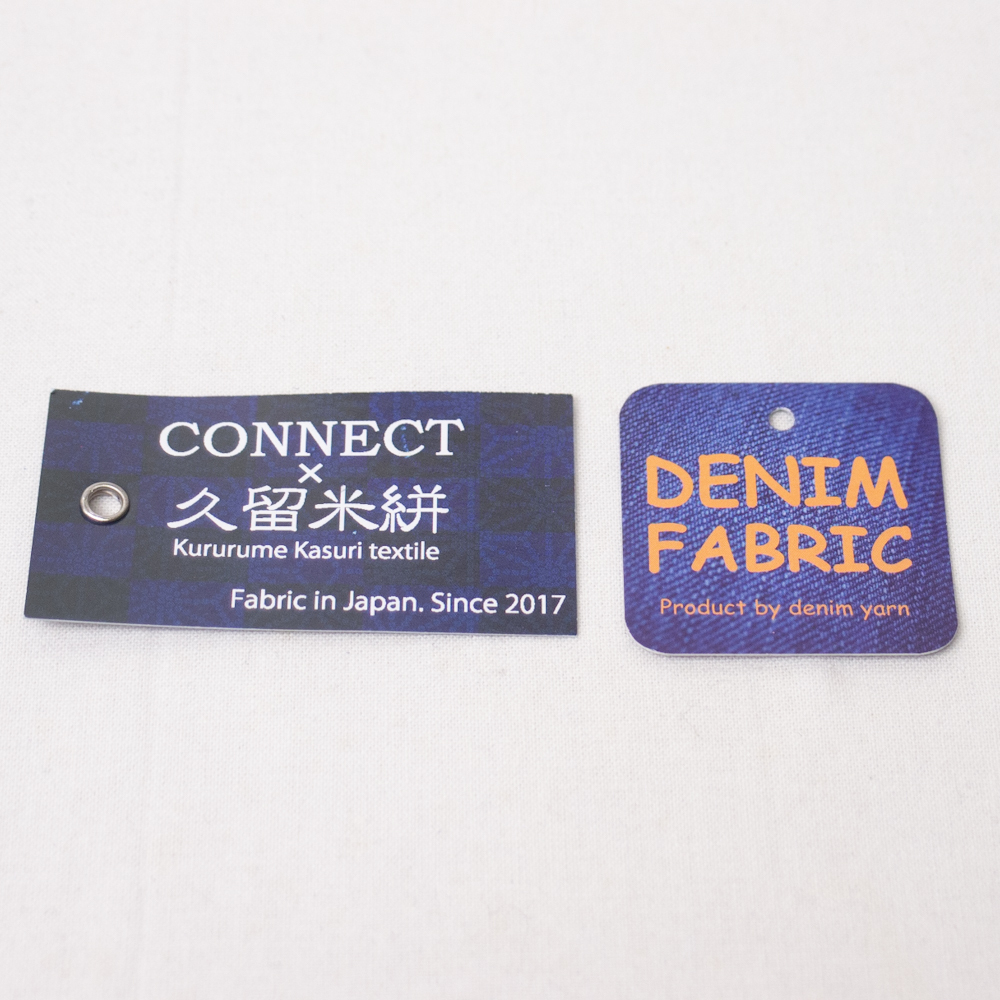 CONNECT
×
久留米絣
Kururume Kasuri textile
Fabric in Japan. Since 2017
DENIM
FABRIC
Product by denim yarn